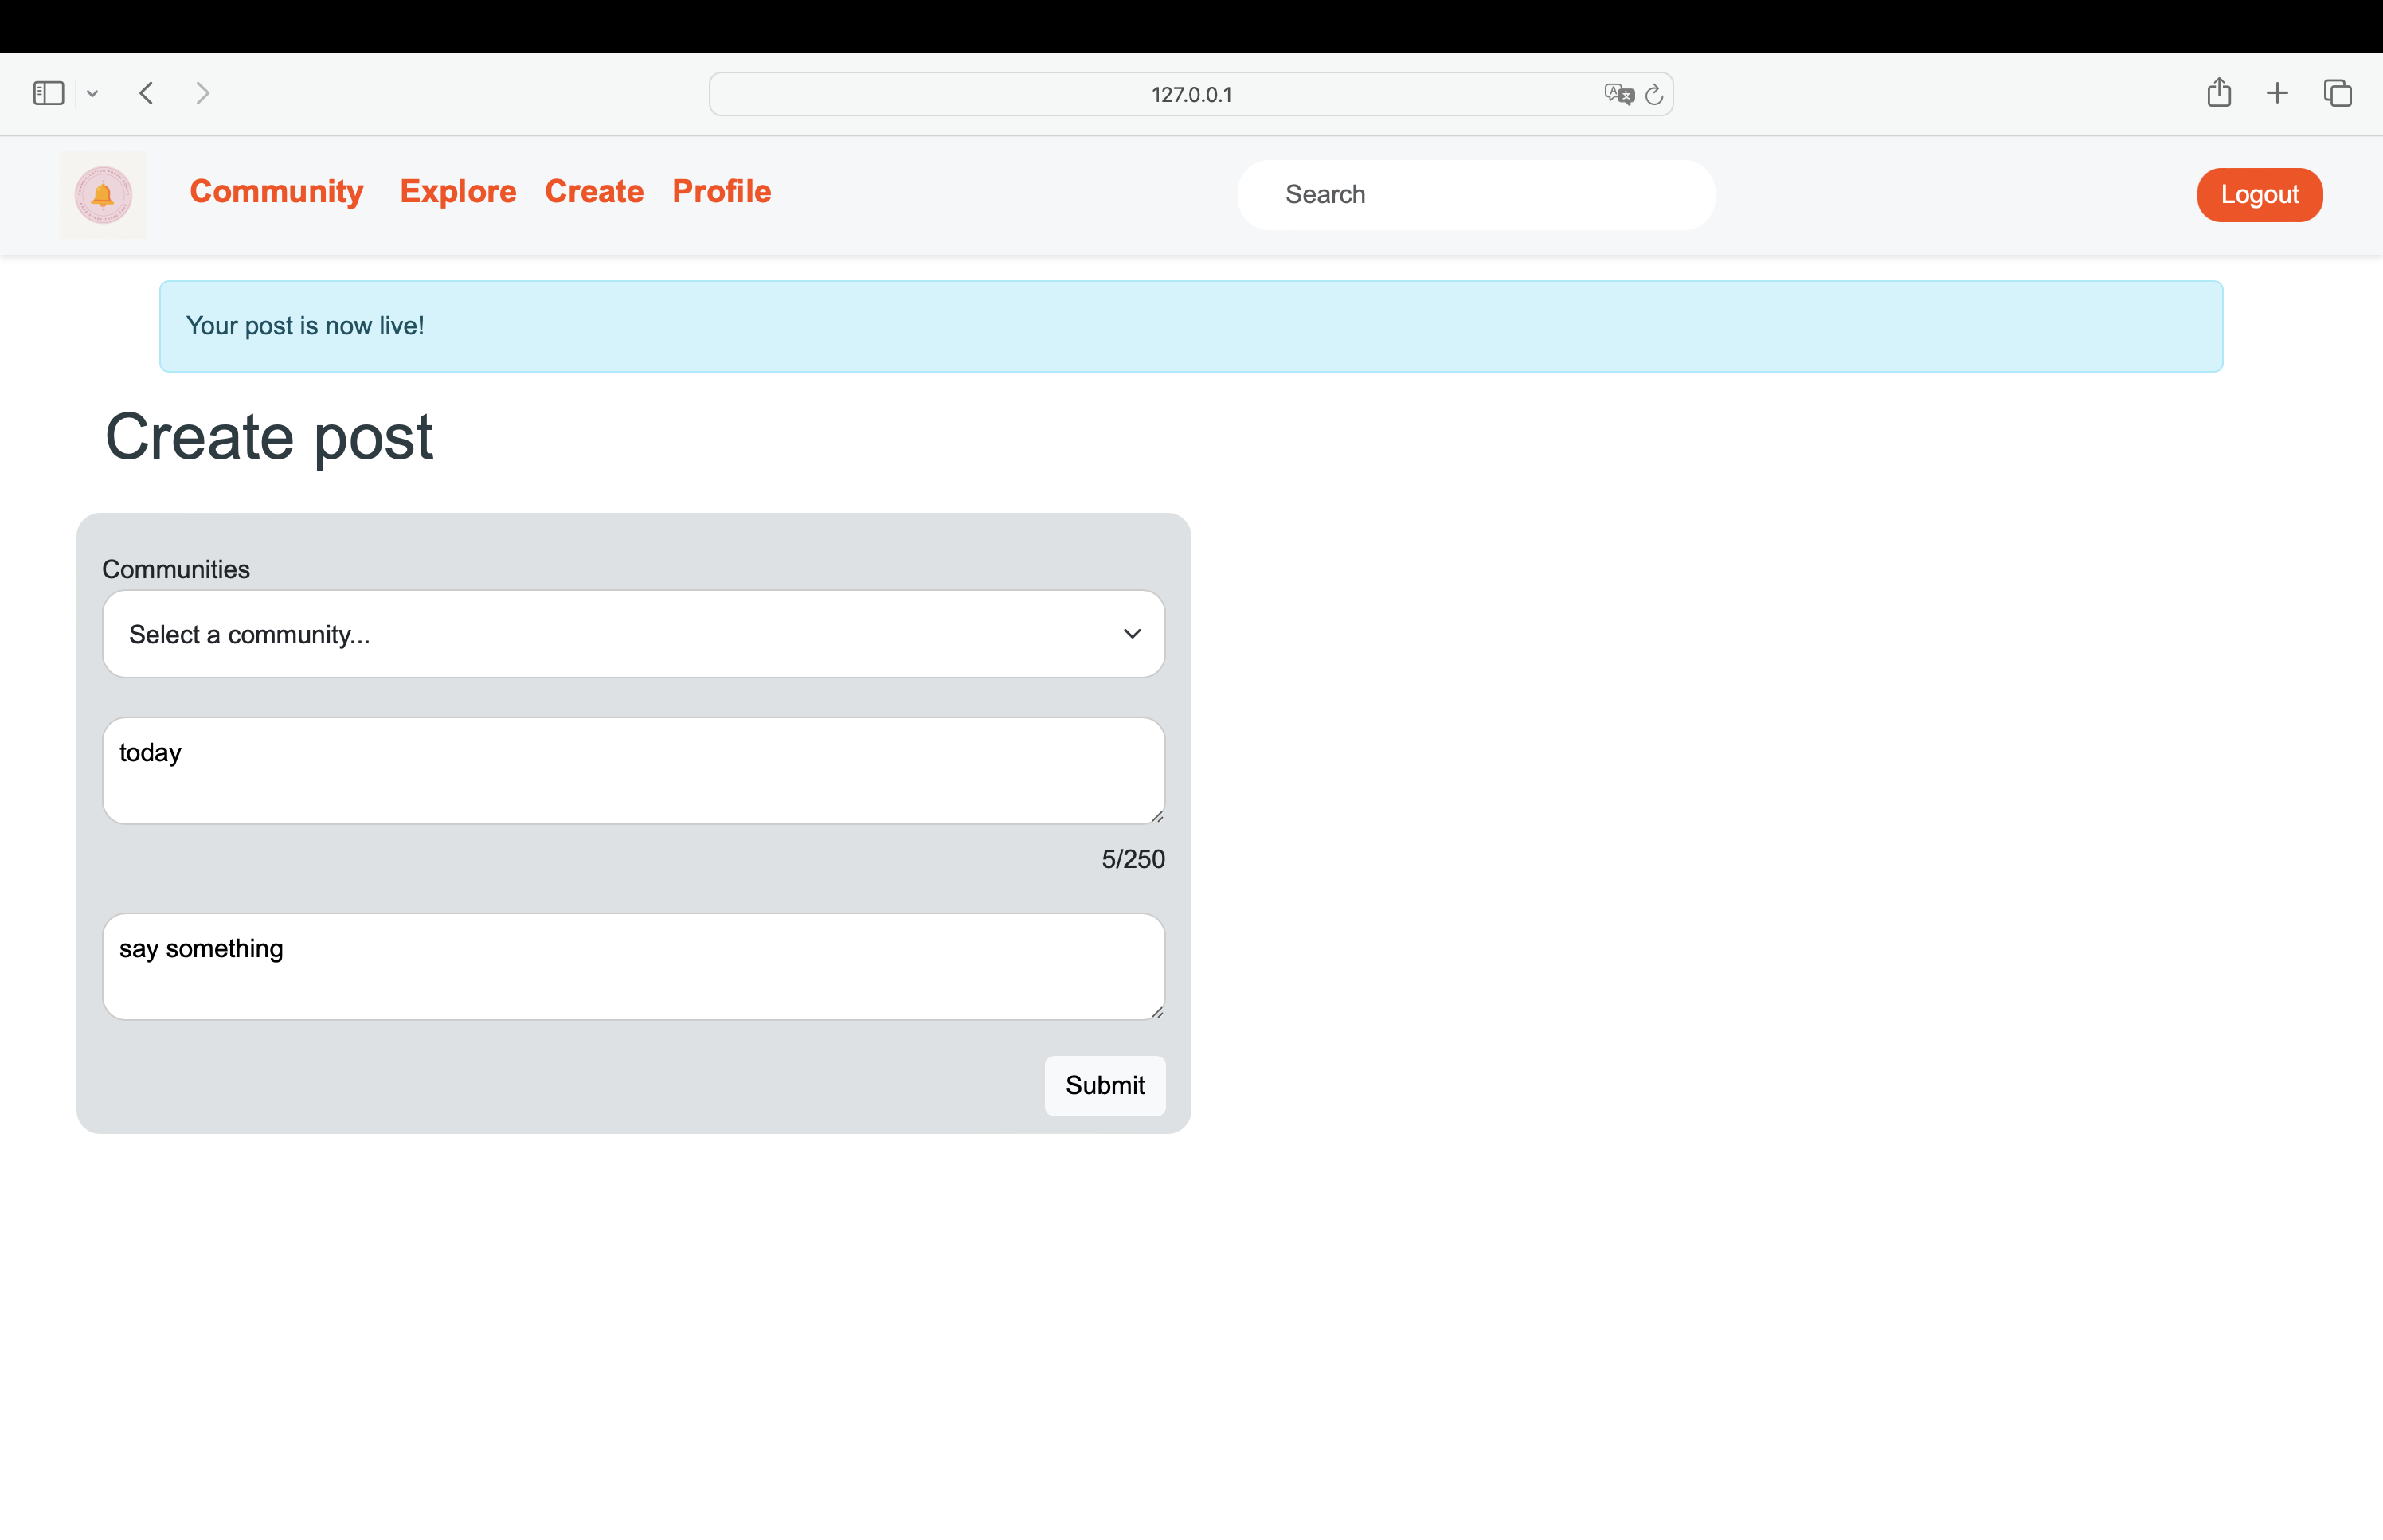 127.0.0.1
Community Explore Create Profile Search Logout
Your post is now live!
Create post
Communities
Select a community...
today
5/250
say something
Submit